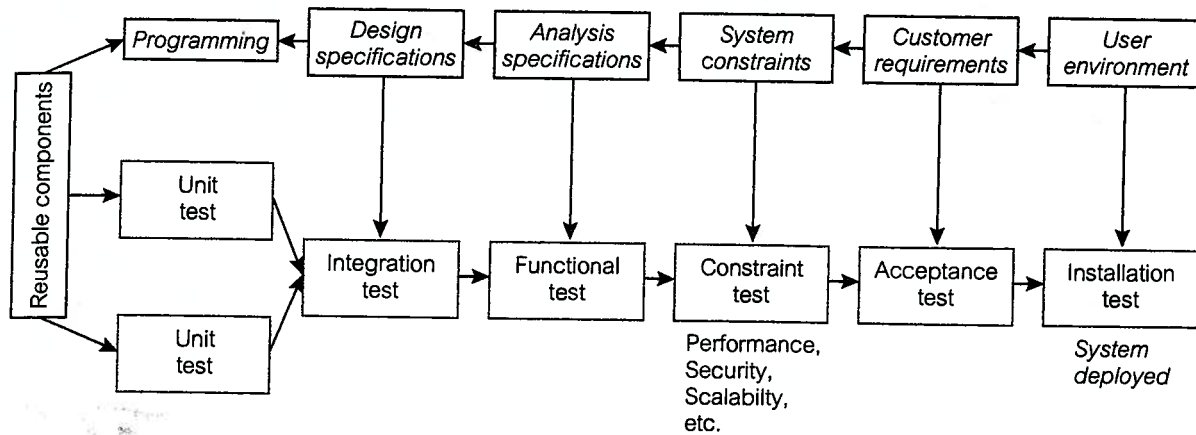 Programming
Design
specifications
Analysis
specifications
System
constraints
Customer
requirements
User
environment
Reusable components
Unit
test
Unit
test
Integration
test
Functional
test
Constraint
test
Acceptance
test
Installation
test
Performance,
Security,
Scalabilty,
etc.
System
deployed